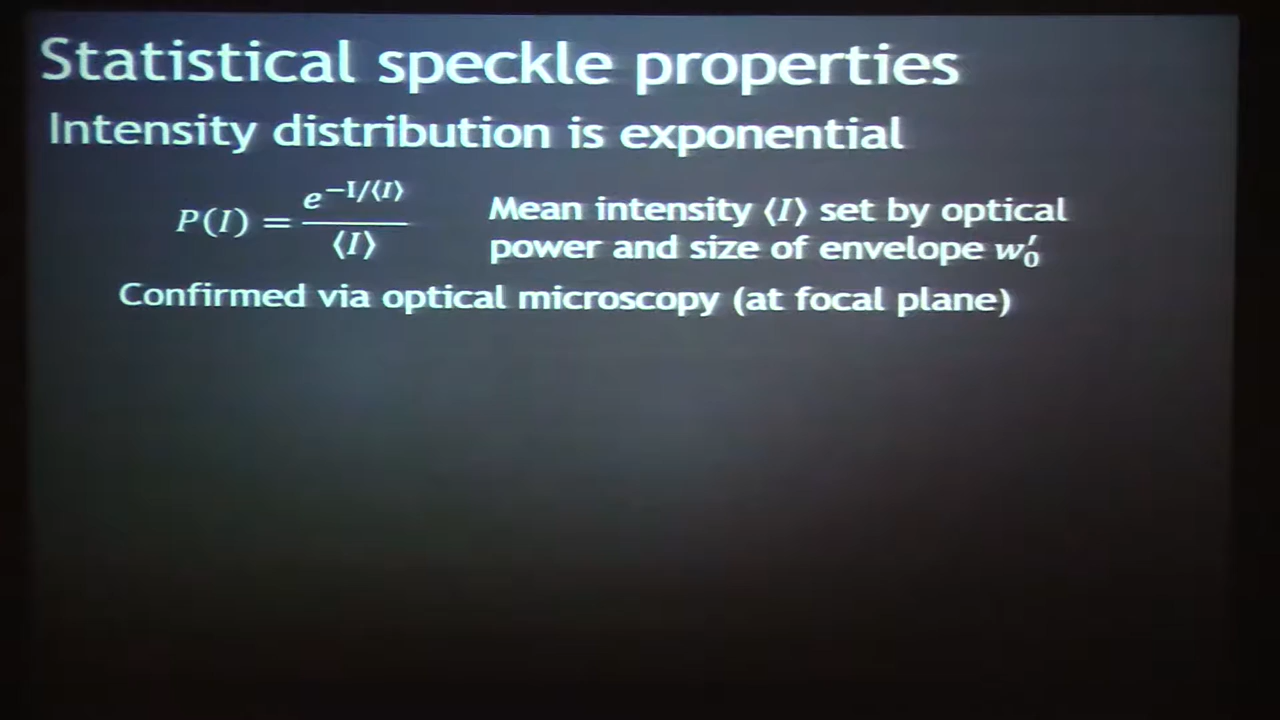 Statistical speckle properties
Intensity distribution is exponential
P(I) = e^{−I/⟨I⟩} / ⟨I⟩
Mean intensity ⟨I⟩ set by optical
power and size of envelope w₀′
Confirmed via optical microscopy (at focal plane)